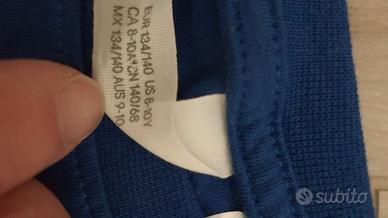 EUR 134/140 US 8-10Y
CA 8-10A CN 140/68
MX 134/140 AUS 9-10
subito